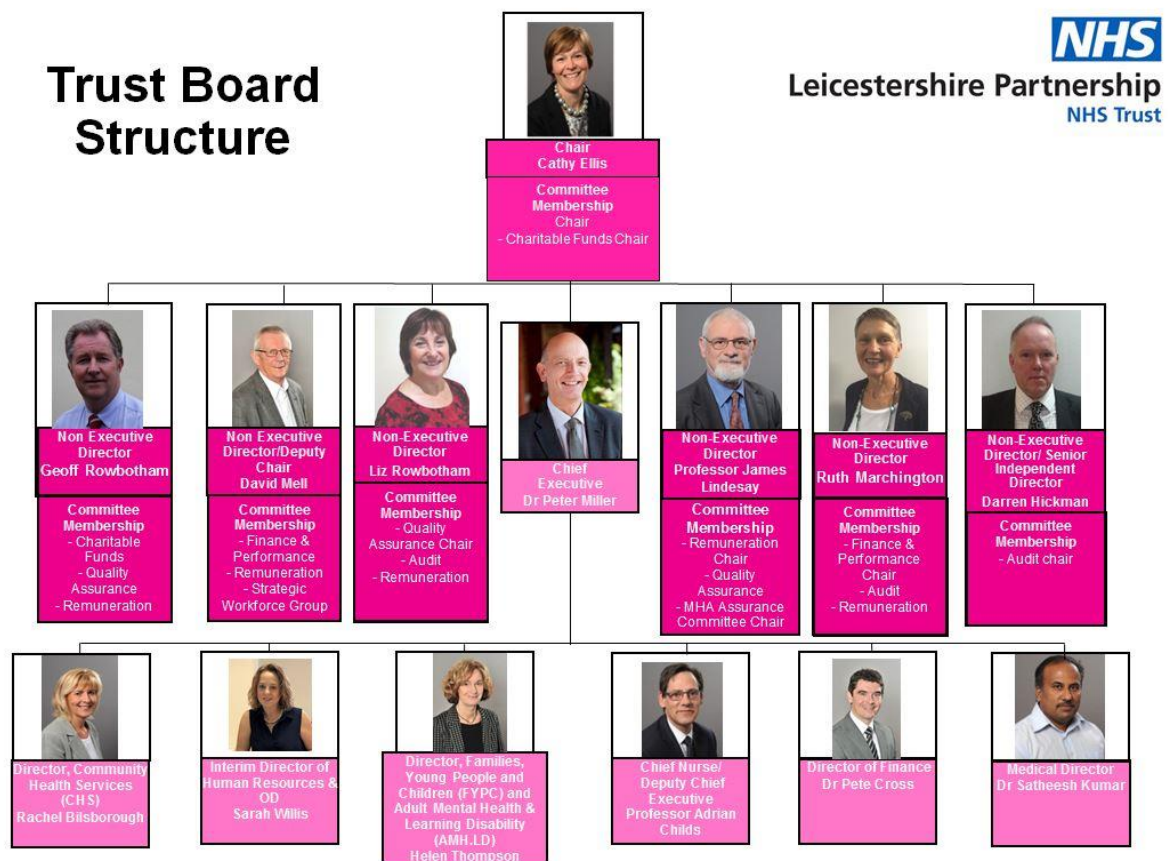 Trust Board
Structure
NHS
Leicestershire Partnership
NHS Trust
Chair
Cathy Ellis
Committee
Membership
Chair
- Charitable Funds Chair
Non Executive
Director
Geoff Rowbotham
Committee
Membership
- Charitable
Funds
- Quality
Assurance
- Remuneration
Non Executive
Director/Deputy
Chair
David Mell
Committee
Membership
- Finance &
Performance
- Remuneration
- Strategic
Workforce Group
Non-Executive
Director
Liz Rowbotham
Committee
Membership
- Quality
Assurance Chair
- Audit
- Remuneration
Chief
Executive
Dr Peter Miller
Non-Executive
Director
Professor James
Lindesay
Committee
Membership
- Remuneration
Chair
- Quality
Assurance
- MHA Assurance
Committee Chair
Non-Executive
Director
Ruth Marchington
Committee
Membership
- Finance &
Performance
Chair
- Audit
- Remuneration
Non-Executive
Director/ Senior
Independent
Director
Darren Hickman
Committee
Membership
- Audit chair
Director, Community
Health Services
(CHS)
Rachel Bilsborough
Interim Director of
Human Resources &
OD
Sarah Willis
Director, Families,
Young People and
Children (FYPC) and
Adult Mental Health &
Learning Disability
(AMH.LD)
Helen Thompson
Chief Nurse/
Deputy Chief
Executive
Professor Adrian
Childs
Director of Finance
Dr Pete Cross
Medical Director
Dr Satheesh Kumar